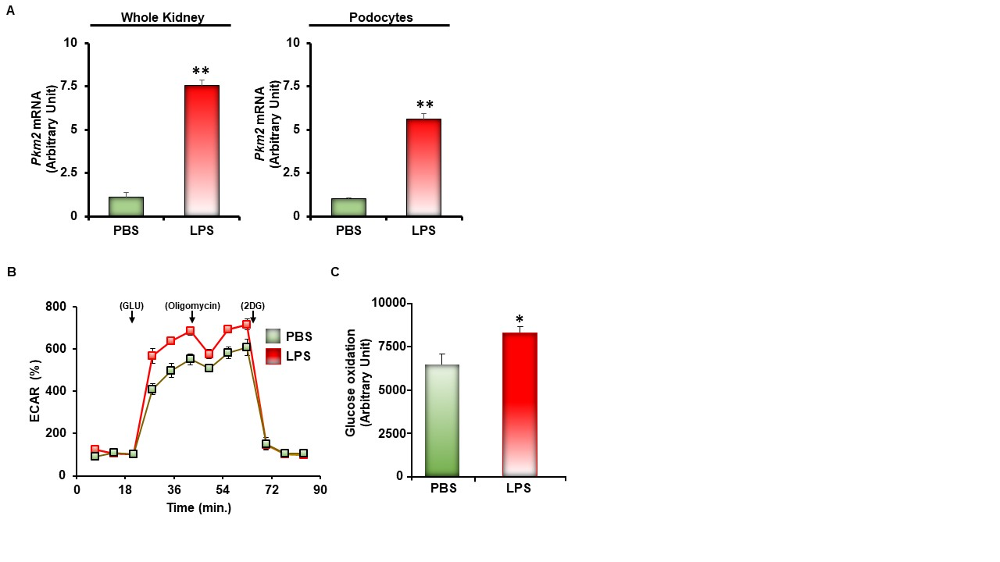 A
Whole Kidney
Podocytes
Pkm2 mRNA
(Arbitrary Unit)
10
7.5
5
2.5
0
**
PBS
LPS
Pkm2 mRNA
(Arbitrary Unit)
10
7.5
5
2.5
0
**
PBS
LPS
B
ECAR (%)
800
600
400
200
0
(GLU)
(Oligomycin)
(2DG)
PBS
LPS
0
18
36
54
72
90
Time (min.)
C
Glucose oxidation
(Arbitrary Unit)
10000
7500
5000
2500
0
*
PBS
LPS